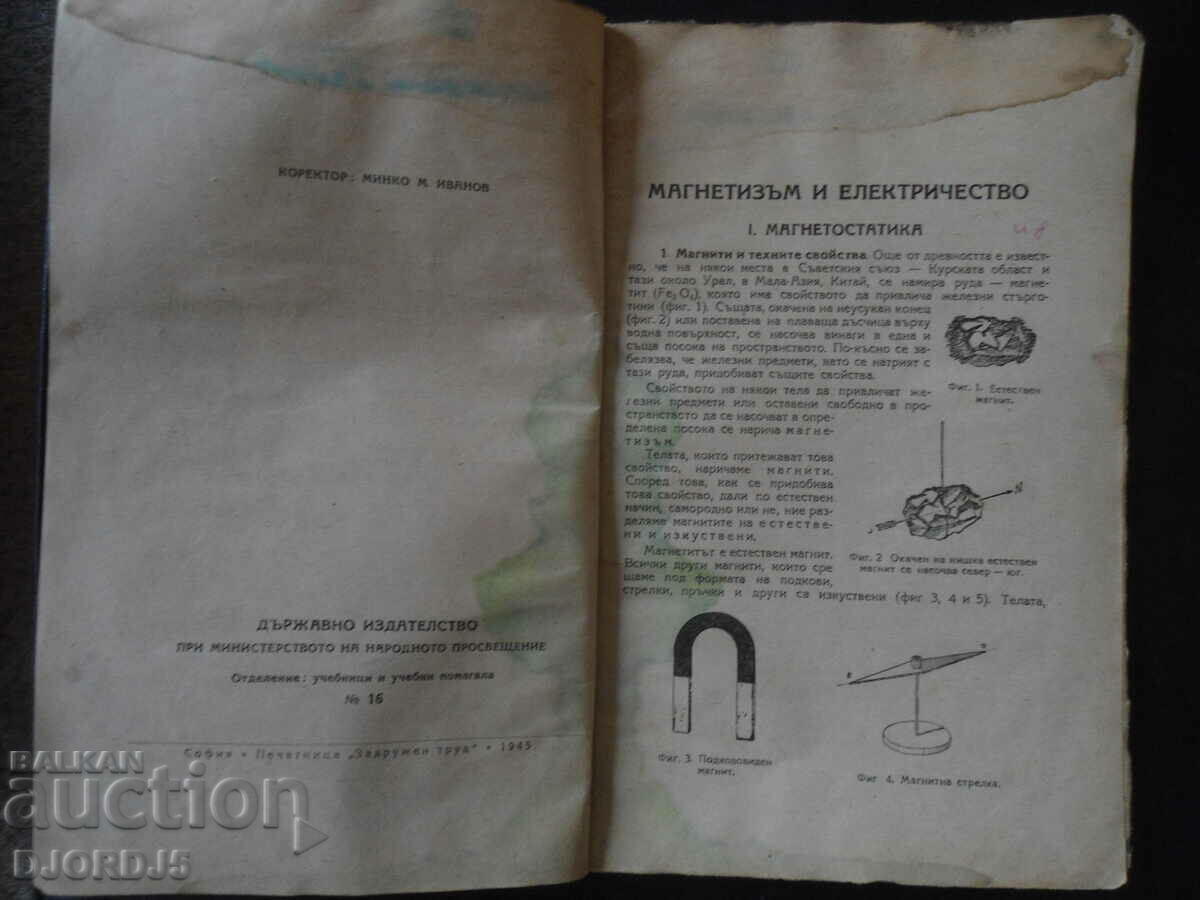 КОРЕКТОР: МИНКО М. ИВАНОВ
ДЪРЖАВНО ИЗДАТЕЛСТВО
ПРИ МИНИСТЕРСТВОТО НА НАРОДНОТО ПРОСВЕЩЕНИЕ
Отделение: учебници и учебни помагала
№ 16
София • Печатница „Задружен труд“ • 1945
МАГНЕТИЗЪМ И ЕЛЕКТРИЧЕСТВО
I. МАГНЕТОСТАТИКА
1. Магнити и техните свойства. Още от древността е извест-
но, че на някои места в Съветския съюз — Курската област и
тази около Урал, в Мала-Азия, Китай, се намира руда — магне-
тит (Fe₃O₄), която има свойството да привлича железни стърго-
тини (фиг. 1). Същата, окачена на неусукан конец
(фиг. 2) или поставена на плаваща дъсчица върху
водна повърхност, се насочва винаги в една и
съща посока на пространството. По-късно се за-
белязва, че железни предмети, като се натрият с
тази руда, придобиват същите свойства.
Фиг. 1. Естествен
магнит.
Свойството на някои тела да привличат же-
лезни предмети или оставени свободно в про-
странството да се насочват в опре-
делена посока се нарича магне-
тизъм.
Телата, които притежават това
свойство, наричаме магнити.
Според това, как се придобива
това свойство, дали по естествен
начин, самородно или не, ние раз-
деляме магнитите на естестве-
ни и изкуствени.
Фиг. 2 Окачен на нишка естествен
магнит се насочва север — юг.
Магнетитът е естествен магнит.
Всички други магнити, които сре
щаме под формата на подкови,
стрелки, пръчки и други са изкуствени (фиг 3, 4 и 5). Телата,
Фиг. 3. Подкововиден
магнит.
Фиг 4. Магнитна стрелка.
BALKAN
auction
DJORDJ5